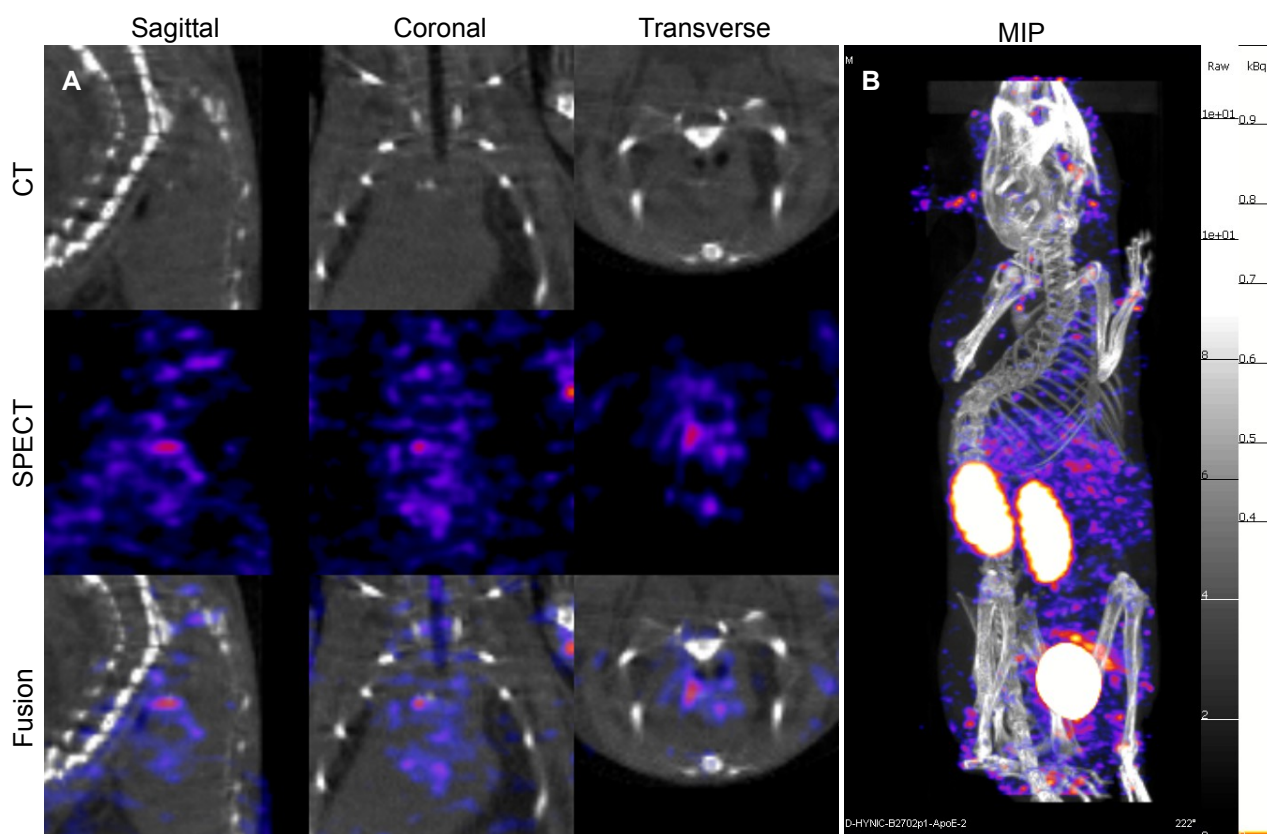 Sagittal
Coronal
Transverse
MIP
A
B
M
Raw
kBq
CT
SPECT
Fusion
1e+01
0.9
0.8
1e+01
0.7
8
0.6
0.5
6
0.4
4
2
D-HYNIC-B2702p1-ApoE-2
222°